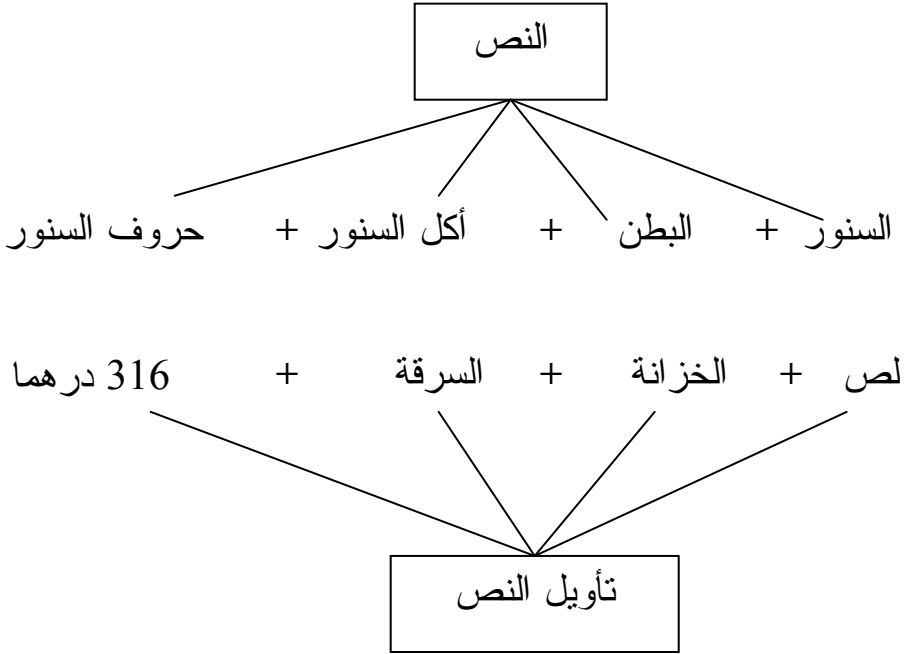 النص
السنور + البطن + أكل السنور + حروف السنور
لص + الخزانة + السرقة + 316 درهما
تأويل النص